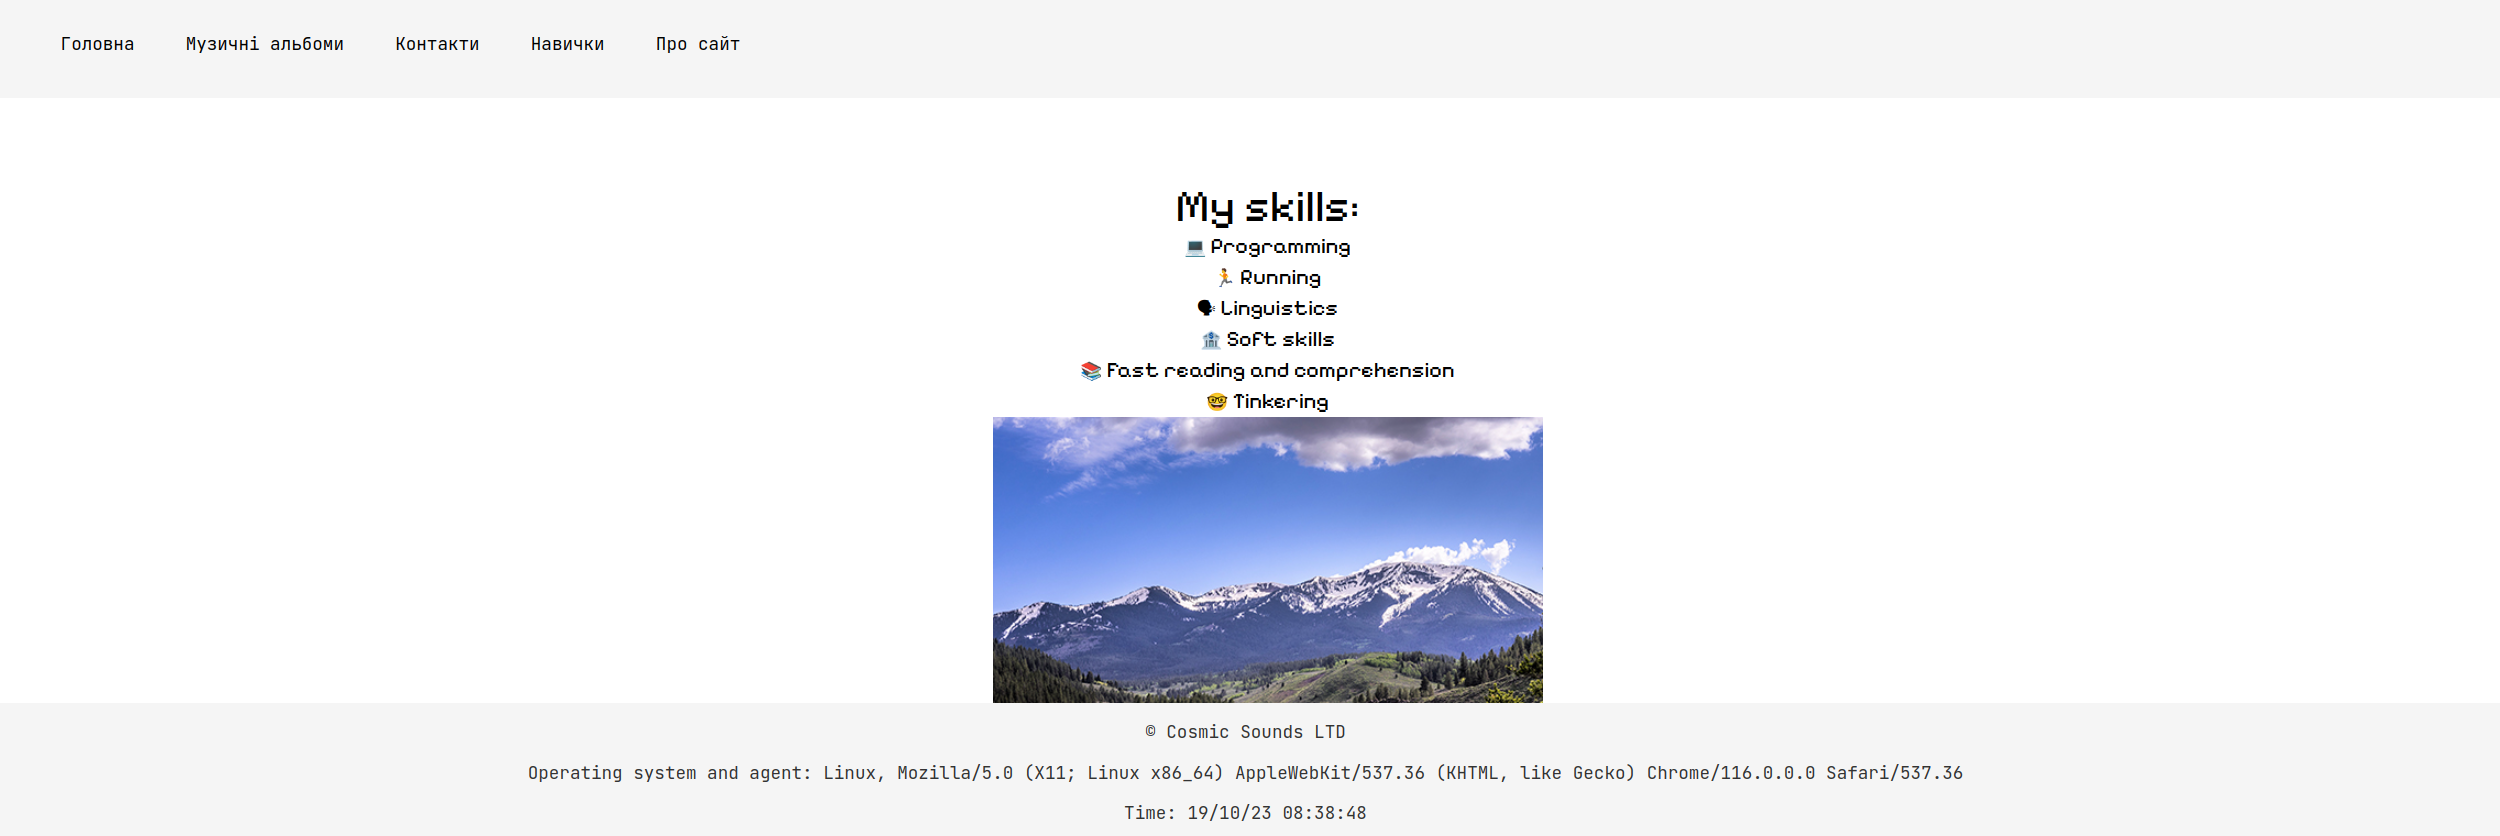 Головна Музичні альбоми Контакти Навички Про сайт
My skills:
💻 Programming
🏃 Running
🗣 Linguistics
🏦 Soft skills
📚 Fast reading and comprehension
🤓 Tinkering
© Cosmic Sounds LTD
Operating system and agent: Linux, Mozilla/5.0 (X11; Linux x86_64) AppleWebKit/537.36 (KHTML, like Gecko) Chrome/116.0.0.0 Safari/537.36
Time: 19/10/23 08:38:48